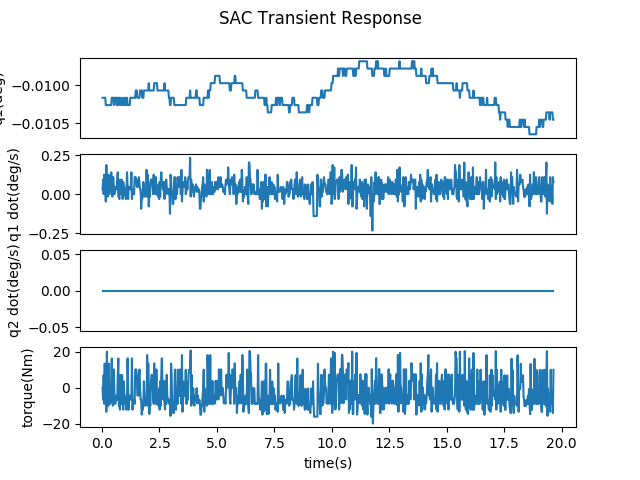 SAC Transient Response
−0.0100
−0.0105
q1(deg)
0.25
0.00
−0.25
q1 dot(deg/s)
0.05
0.00
−0.05
q2 dot(deg/s)
20
0
−20
torque(Nm)
0.0 2.5 5.0 7.5 10.0 12.5 15.0 17.5 20.0
time(s)